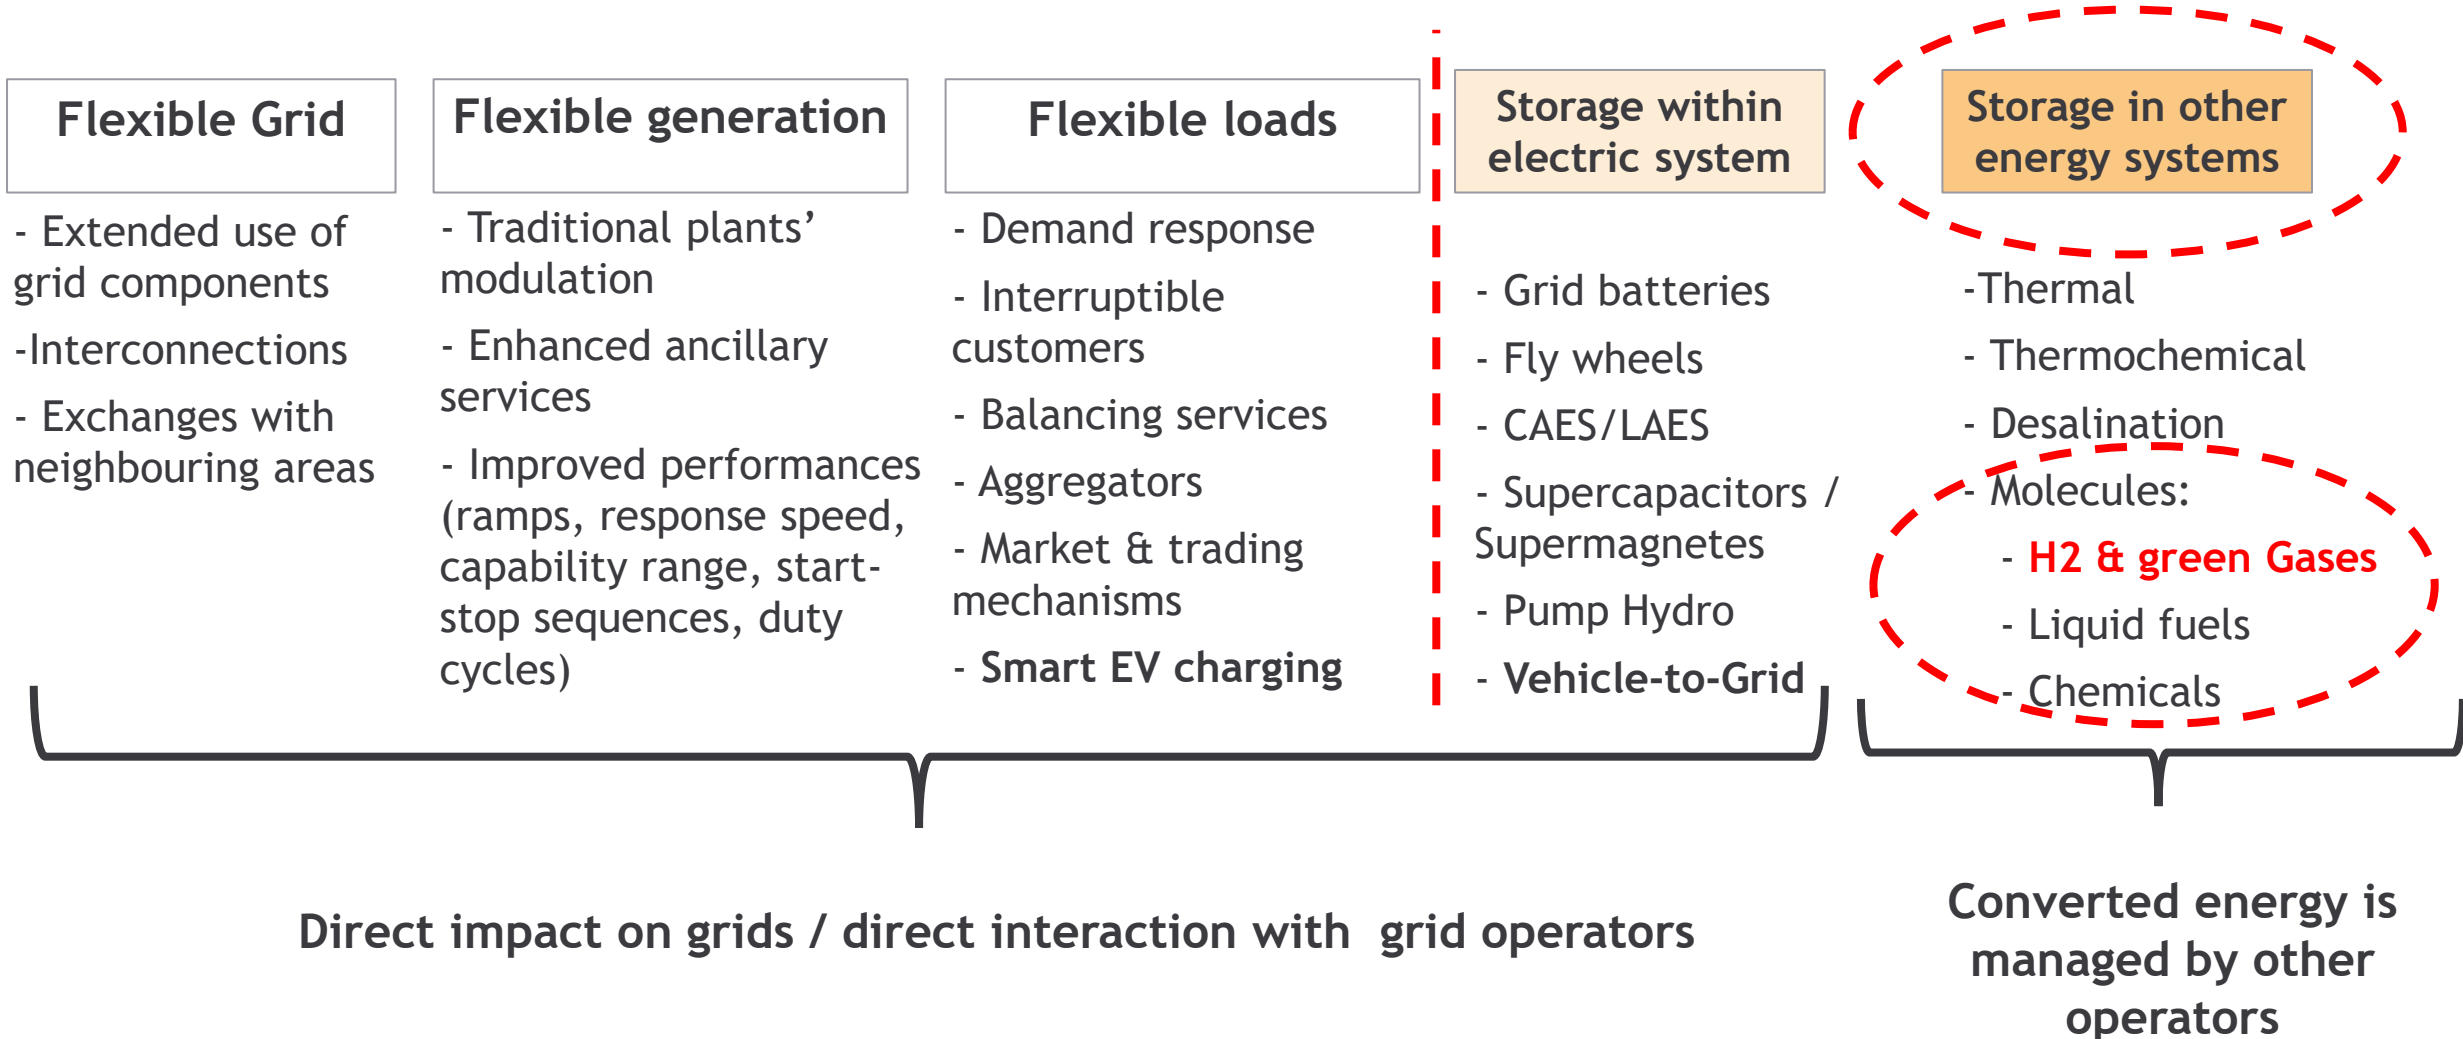 Flexible Grid
- Extended use of
grid components
-Interconnections
- Exchanges with
neighbouring areas
Flexible generation
- Traditional plants’
modulation
- Enhanced ancillary
services
- Improved performances
(ramps, response speed,
capability range, start-
stop sequences, duty
cycles)
Flexible loads
- Demand response
- Interruptible
customers
- Balancing services
- Aggregators
- Market & trading
mechanisms
- Smart EV charging
Storage within
electric system
- Grid batteries
- Fly wheels
- CAES/LAES
- Supercapacitors /
Supermagnetes
- Pump Hydro
- Vehicle-to-Grid
Storage in other
energy systems
-Thermal
- Thermochemical
- Desalination
- Molecules:
- H2 & green Gases
- Liquid fuels
- Chemicals
Direct impact on grids / direct interaction with  grid operators
Converted energy is
managed by other
operators